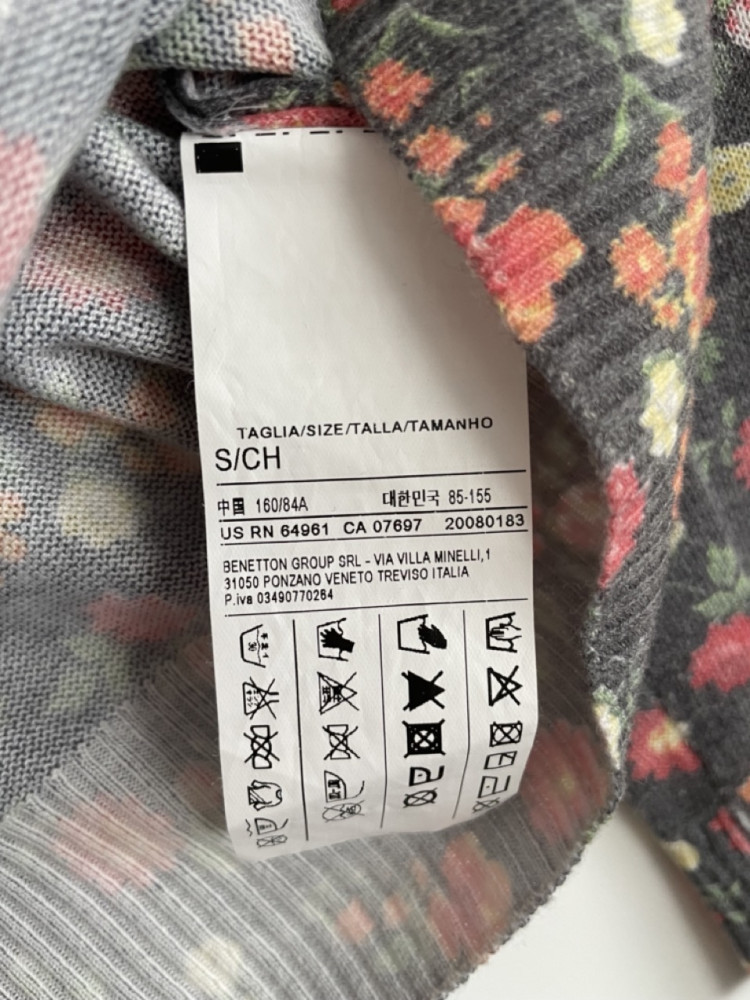 TAGLIA/SIZE/TALLA/TAMANHO
S/CH
中国 160/84A 대한민국 85-155
US RN 64961 CA 07697 20080183
BENETTON GROUP SRL - VIA VILLA MINELLI,1
31050 PONZANO VENETO TREVISO ITALIA
P.iva 03490770264
30